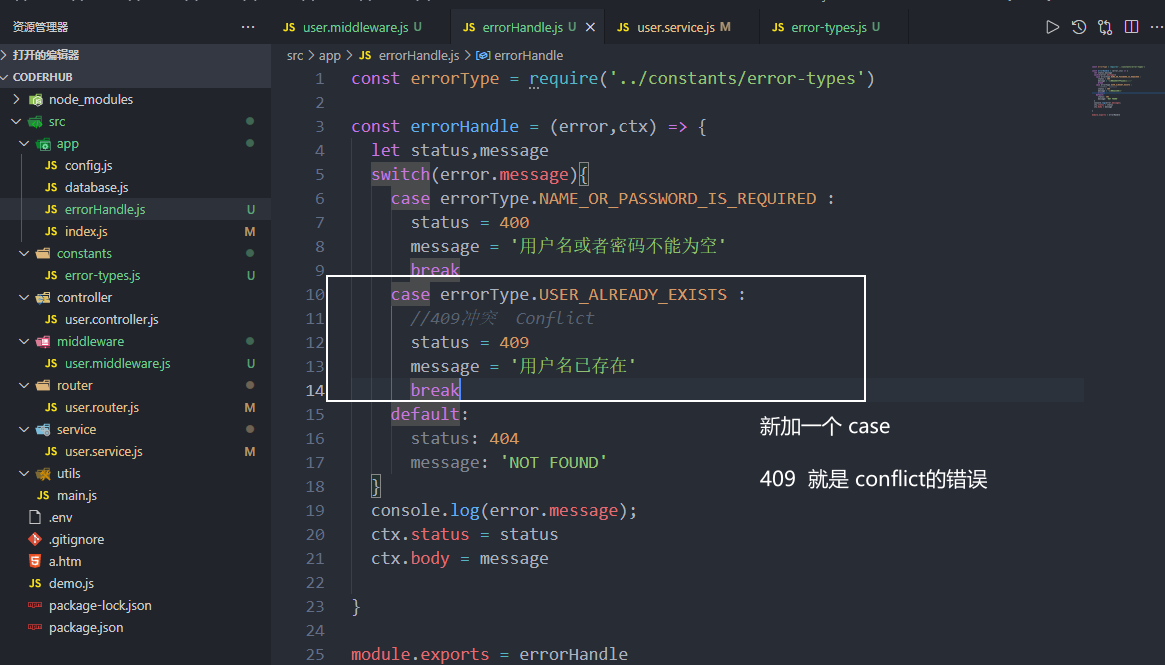 资源管理器
打开的编辑器
CODERHUB
node_modules
src
app
JS config.js
JS database.js
JS errorHandle.js U
JS index.js M
constants
JS error-types.js U
controller
JS user.controller.js
middleware
JS user.middleware.js U
router
JS user.router.js M
service
JS user.service.js M
utils
JS main.js
.env
.gitignore
a.htm
JS demo.js
package-lock.json
package.json
JS user.middleware.js U
JS errorHandle.js U
JS user.service.js M
JS error-types.js U
src > app > JS errorHandle.js > errorHandle
1 const errorType = require('../constants/error-types')
2
3 const errorHandle = (error,ctx) => {
4 let status,message
5 switch(error.message){
6 case errorType.NAME_OR_PASSWORD_IS_REQUIRED :
7 status = 400
8 message = '用户名或者密码不能为空'
9 break
10 case errorType.USER_ALREADY_EXISTS :
11 //409冲突  Conflict
12 status = 409
13 message = '用户名已存在'
14 break
15 default:
16 status: 404
17 message: 'NOT FOUND'
18 }
19 console.log(error.message);
20 ctx.status = status
21 ctx.body = message
22
23 }
24
25 module.exports = errorHandle
新加一个 case
409 就是 conflict的错误